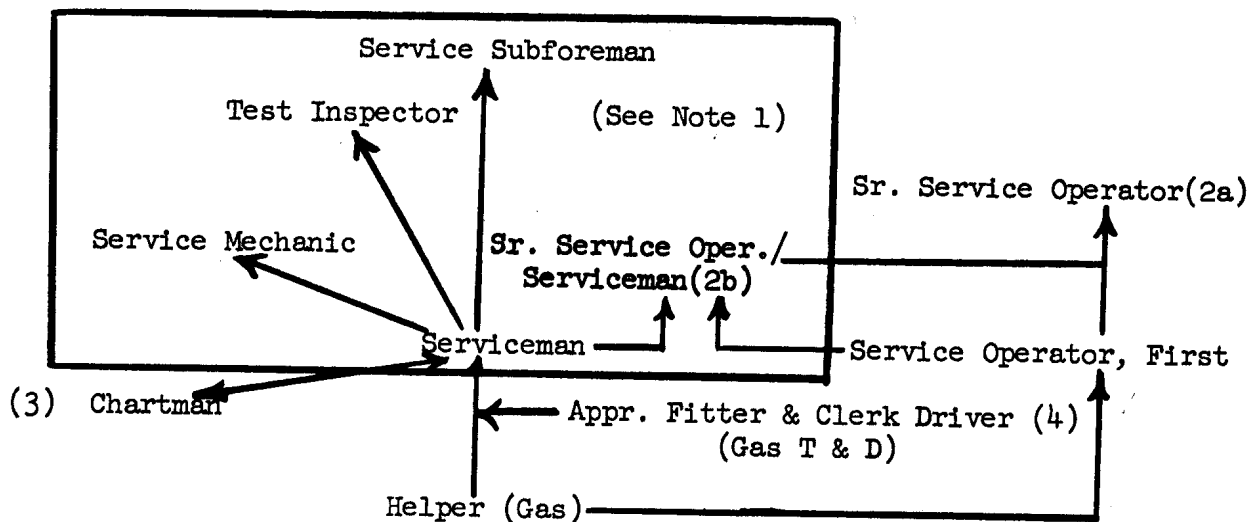 Service Subforeman
Test Inspector
(See Note 1)
Sr. Service Operator(2a)
Service Mechanic
Sr. Service Oper./
Serviceman(2b)
Serviceman
Service Operator, First
(3) Chartman
Appr. Fitter & Clerk Driver (4)
(Gas T & D)
Helper (Gas)